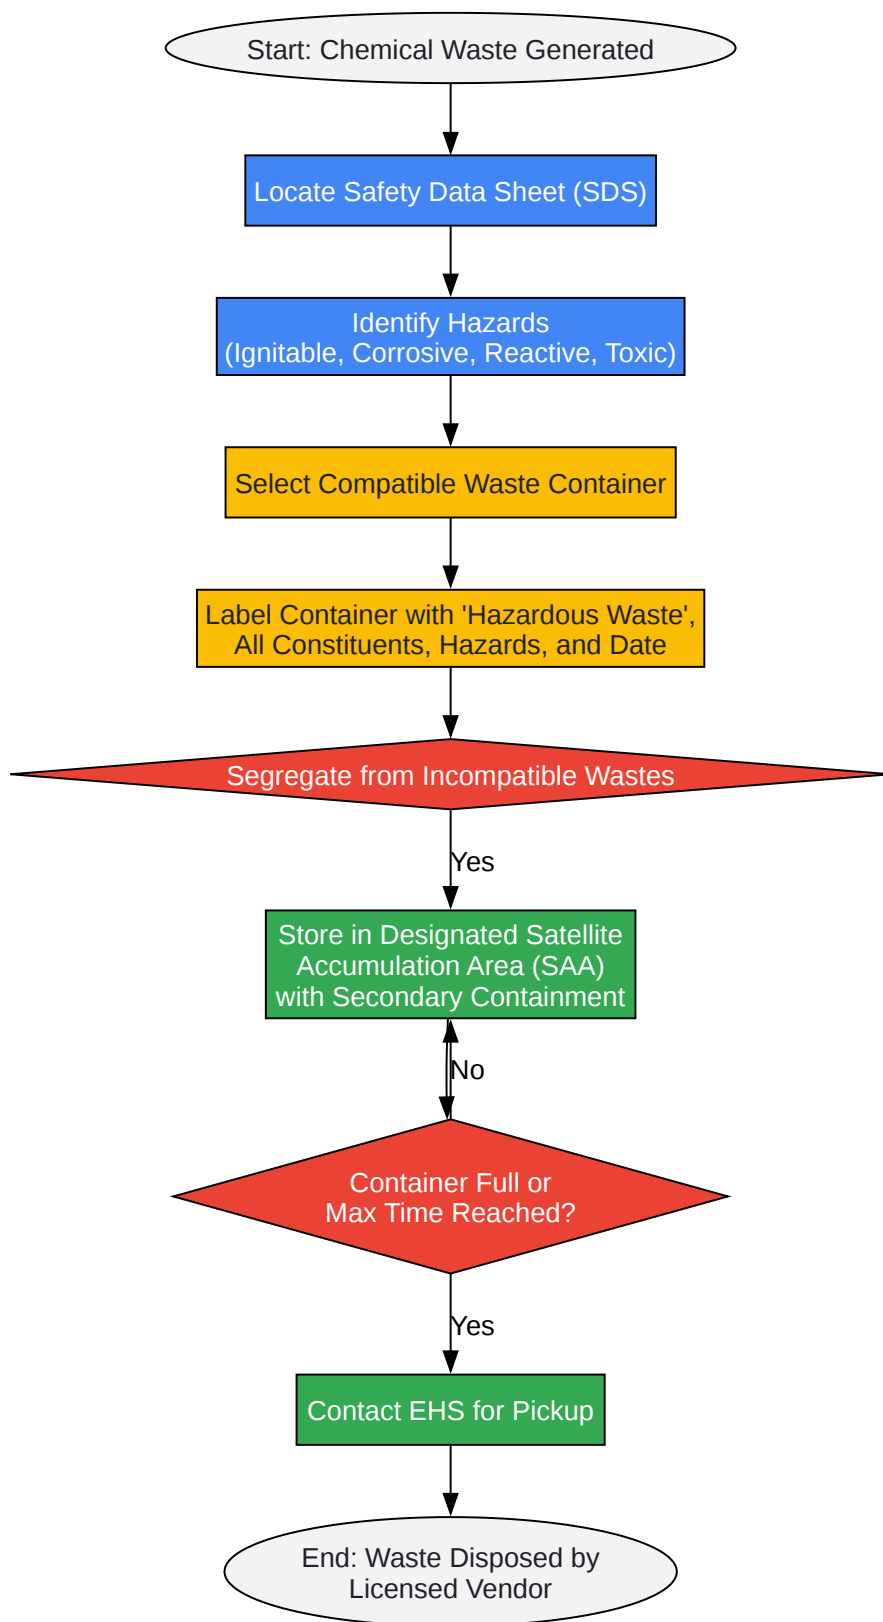 Start: Chemical Waste Generated
Locate Safety Data Sheet (SDS)
Identify Hazards
(Ignitable, Corrosive, Reactive, Toxic)
Select Compatible Waste Container
Label Container with 'Hazardous Waste',
All Constituents, Hazards, and Date
Segregate from Incompatible Wastes
Yes
Store in Designated Satellite
Accumulation Area (SAA)
with Secondary Containment
No
Container Full or
Max Time Reached?
Yes
Contact EHS for Pickup
End: Waste Disposed by
Licensed Vendor